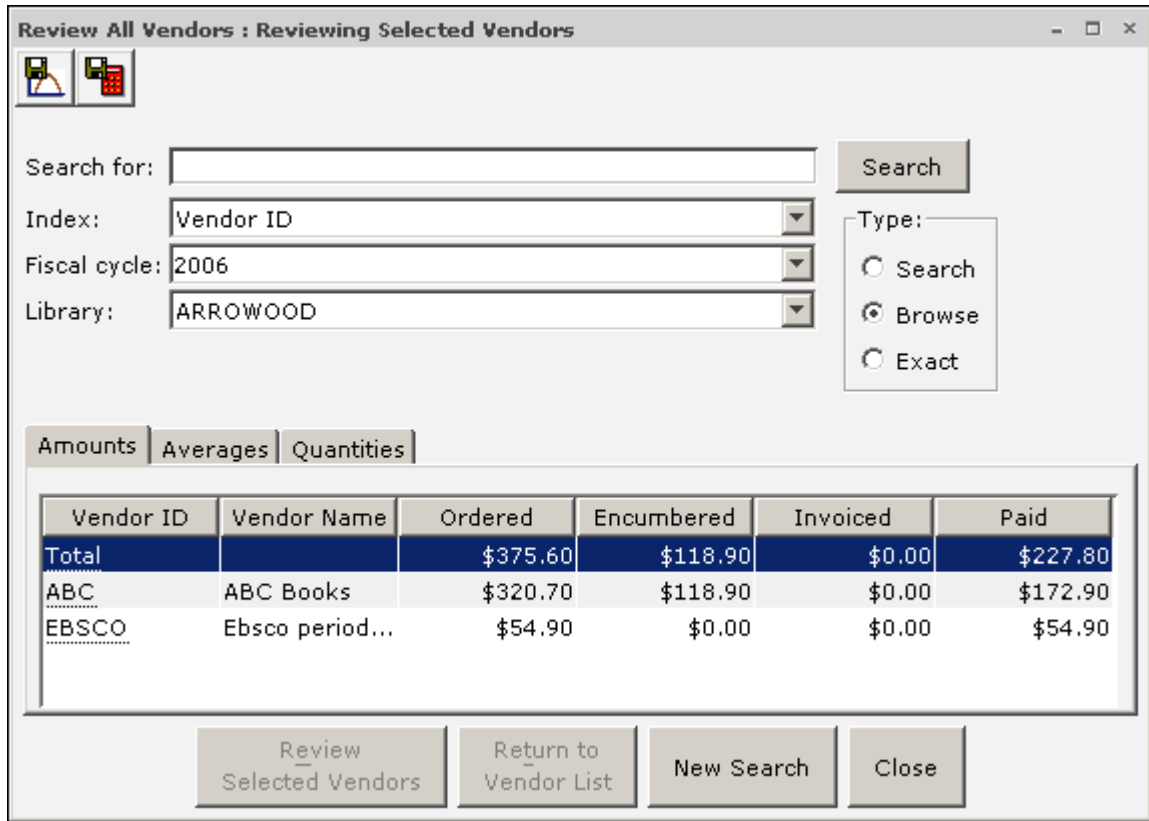 Review All Vendors : Reviewing Selected Vendors
Search for:
Search
Index:
Vendor ID
Type:
Fiscal cycle:
2006
Search
Library:
ARROWOOD
Browse
Exact
Amounts Averages Quantities
Vendor ID Vendor Name Ordered Encumbered Invoiced Paid
Total $375.60 $118.90 $0.00 $227.80
ABC ABC Books $320.70 $118.90 $0.00 $172.90
EBSCO Ebsco period... $54.90 $0.00 $0.00 $54.90
Review
Selected Vendors
Return to
Vendor List
New Search
Close